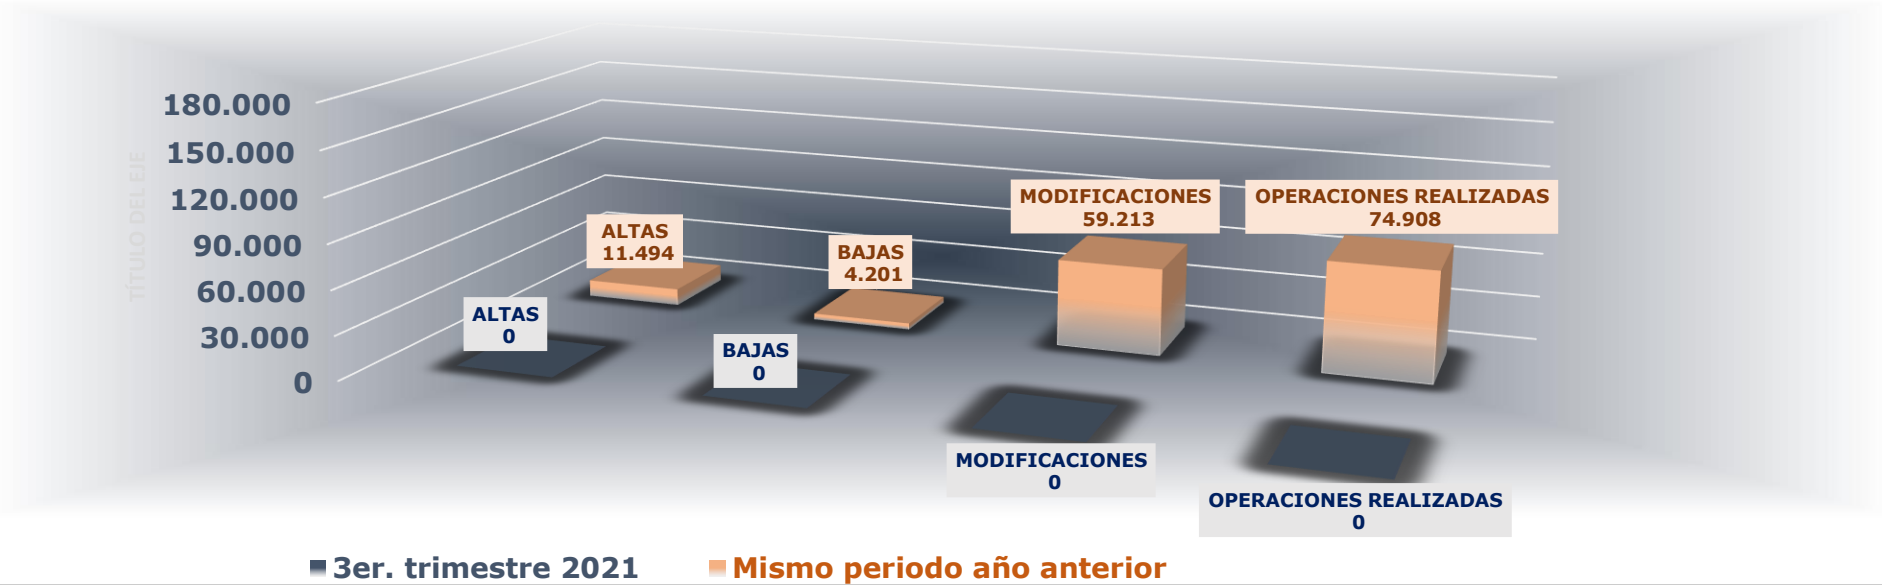 TÍTULO DEL EJE
180.000
150.000
120.000
90.000
60.000
30.000
0
ALTAS
11.494
BAJAS
4.201
MODIFICACIONES
59.213
OPERACIONES REALIZADAS
74.908
ALTAS
0
BAJAS
0
MODIFICACIONES
0
OPERACIONES REALIZADAS
0
3er. trimestre 2021
Mismo periodo año anterior